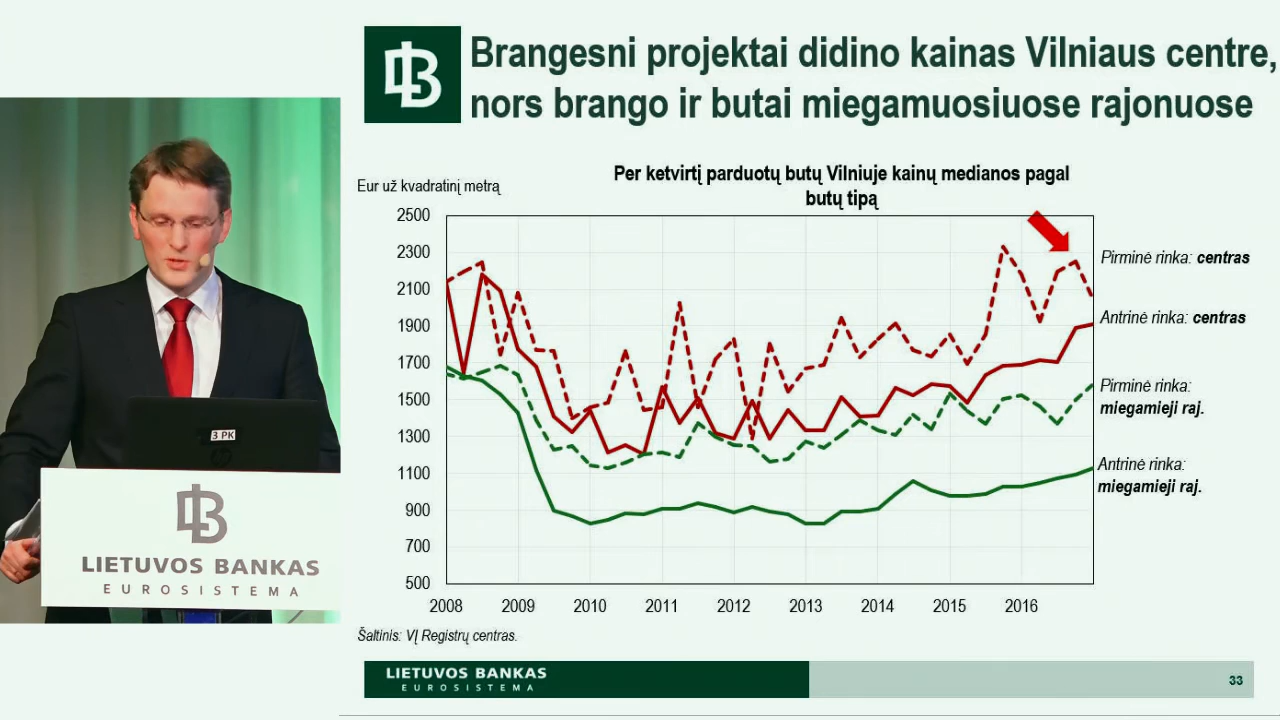 Brangesni projektai didino kainas Vilniaus centre,
nors brango ir butai miegamuosiuose rajonuose
Eur už kvadratinį metrą
Per ketvirtį parduotų butų Vilniuje kainų medianos pagal
butų tipą
2500
2300
2100
1900
1700
1500
1300
1100
900
700
500
2008 2009 2010 2011 2012 2013 2014 2015 2016
Pirminė rinka: centras
Antrinė rinka: centras
Pirminė rinka:
miegamieji raj.
Antrinė rinka:
miegamieji raj.
Šaltinis: VĮ Registrų centras.
LIETUVOS BANKAS
EUROSISTEMA
33
3 PK
LIETUVOS BANKAS
EUROSISTEMA